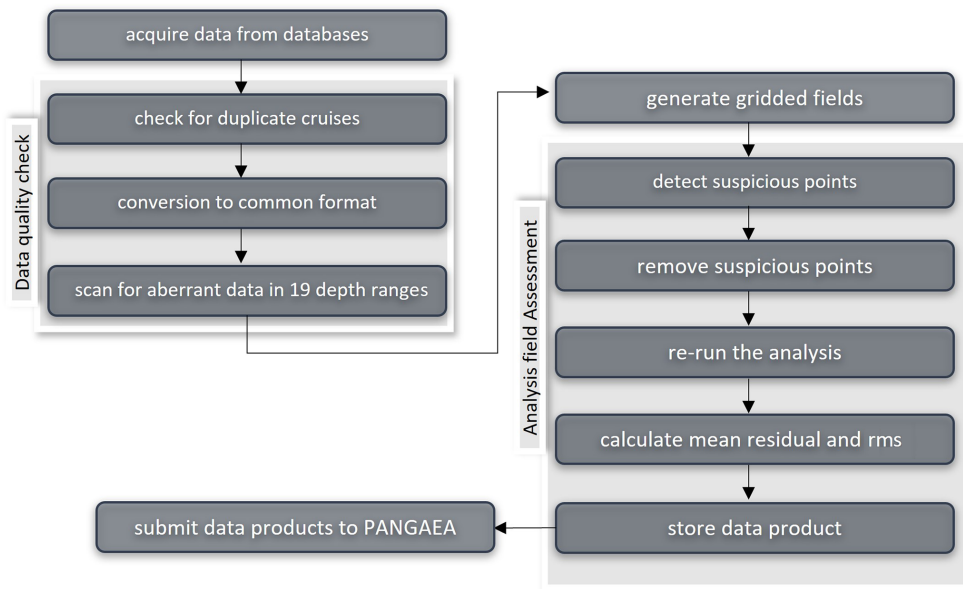 acquire data from databases
Data quality check
check for duplicate cruises
conversion to common format
scan for aberrant data in 19 depth ranges
generate gridded fields
Analysis field Assessment
detect suspicious points
remove suspicious points
re-run the analysis
calculate mean residual and rms
store data product
submit data products to PANGAEA